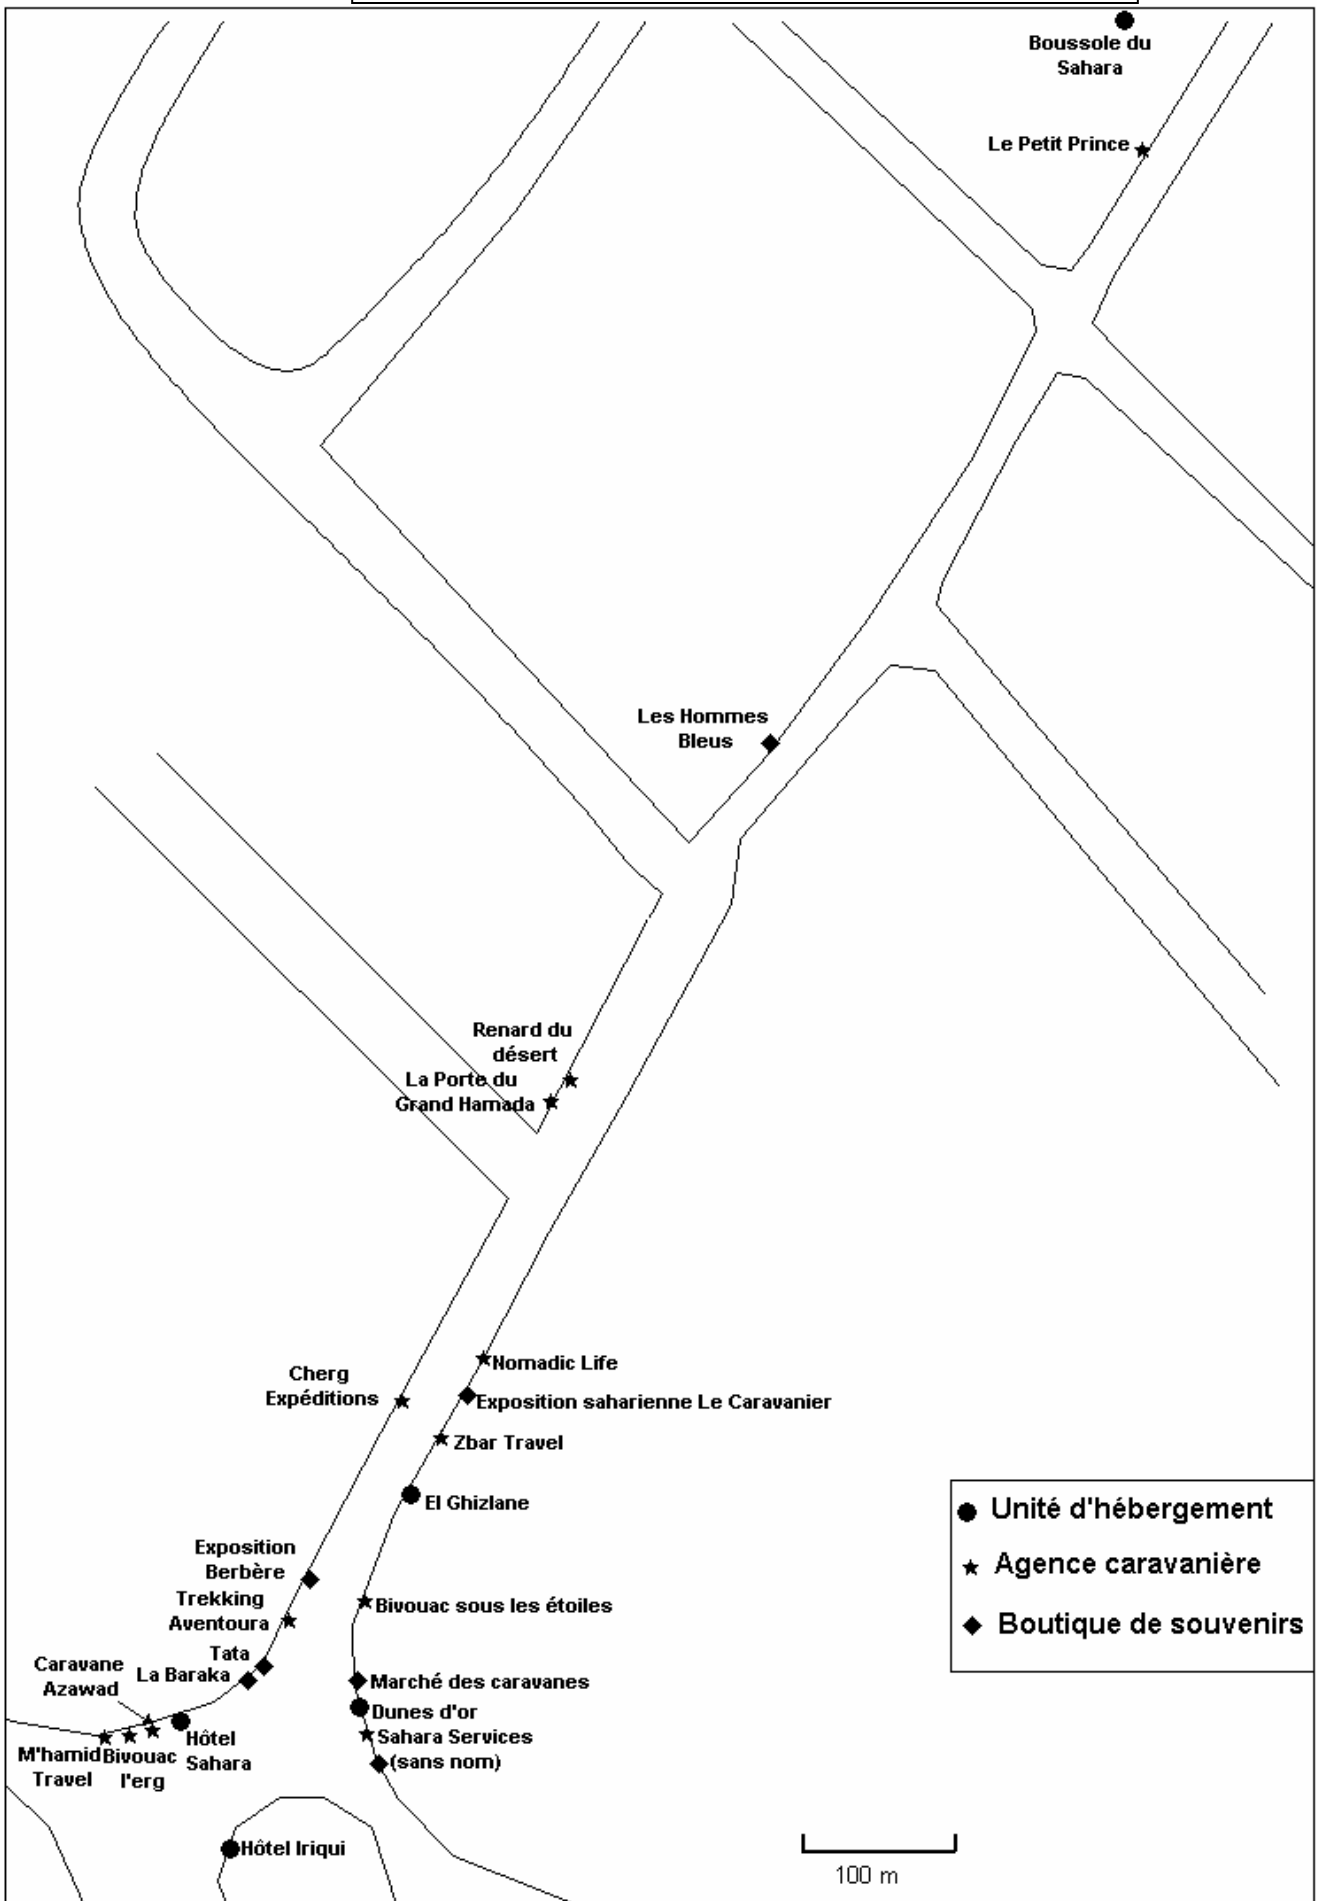 Boussole du
Sahara
Le Petit Prince
Les Hommes
Bleus
Renard du
désert
La Porte du
Grand Hamada
Nomadic Life
Cherg
Expéditions
Exposition saharienne Le Caravanier
Zbar Travel
El Ghizlane
Unité d'hébergement
Agence caravanière
Boutique de souvenirs
Exposition
Berbère
Trekking
Aventoura
Bivouac sous les étoiles
Tata
La Baraka
Caravane
Azawad
Marché des caravanes
Dunes d'or
Sahara Services
(sans nom)
Hôtel
Sahara
M'hamid
Travel
Bivouac
l'erg
Hôtel Iriqui
100 m